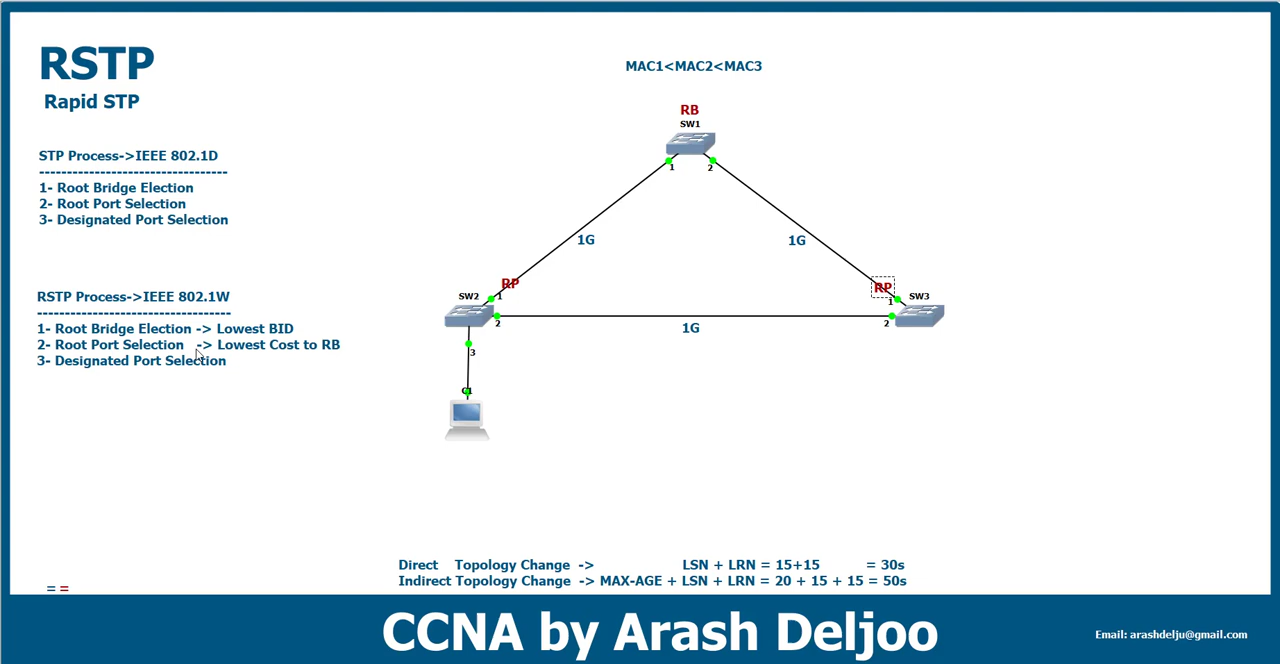 RSTP
Rapid STP
MAC1<MAC2<MAC3
RB
SW1
1
2
STP Process->IEEE 802.1D
----------------------------------
1- Root Bridge Election
2- Root Port Selection
3- Designated Port Selection
1G
1G
RP
RP
SW2
1
1
SW3
2
2
1G
3
C1
RSTP Process->IEEE 802.1W
-----------------------------------
1- Root Bridge Election -> Lowest BID
2- Root Port Selection -> Lowest Cost to RB
3- Designated Port Selection
Direct Topology Change -> LSN + LRN = 15+15 = 30s
Indirect Topology Change -> MAX-AGE + LSN + LRN = 20 + 15 + 15 = 50s
= =
CCNA by Arash Deljoo
Email: arashdelju@gmail.com